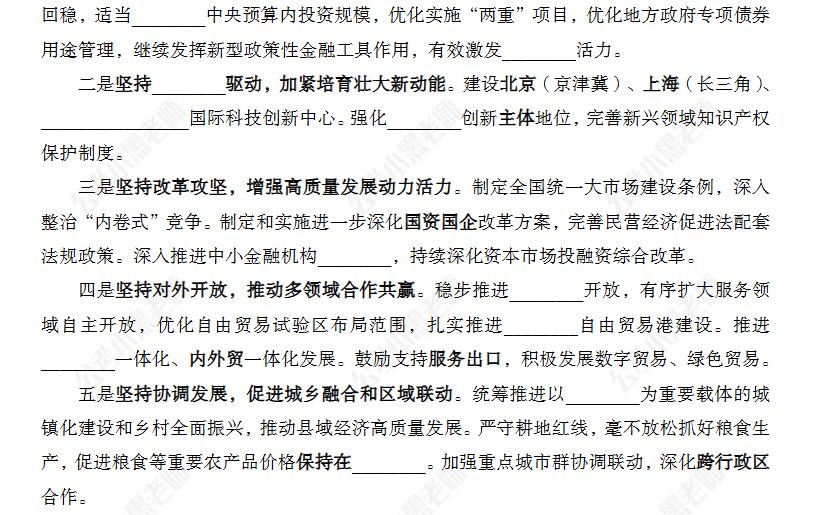 回稳，适当________中央预算内投资规模，优化实施“两重”项目，优化地方政府专项债券
用途管理，继续发挥新型政策性金融工具作用，有效激发________活力。
二是坚持________驱动，加紧培育壮大新动能。建设北京（京津冀）、上海（长三角）、
________________国际科技创新中心。强化________创新主体地位，完善新兴领域知识产权
保护制度。
三是坚持改革攻坚，增强高质量发展动力活力。制定全国统一大市场建设条例，深入
整治“内卷式”竞争。制定和实施进一步深化国资国企改革方案，完善民营经济促进法配套
法规政策。深入推进中小金融机构________，持续深化资本市场投融资综合改革。
四是坚持对外开放，推动多领域合作共赢。稳步推进________开放，有序扩大服务领
域自主开放，优化自由贸易试验区布局范围，扎实推进________自由贸易港建设。推进
________一体化、内外贸一体化发展。鼓励支持服务出口，积极发展数字贸易、绿色贸易。
五是坚持协调发展，促进城乡融合和区域联动。统筹推进以________为重要载体的城
镇化建设和乡村全面振兴，推动县域经济高质量发展。严守耕地红线，毫不放松抓好粮食生
产，促进粮食等重要农产品价格保持在________。加强重点城市群协调联动，深化跨行政区
合作。